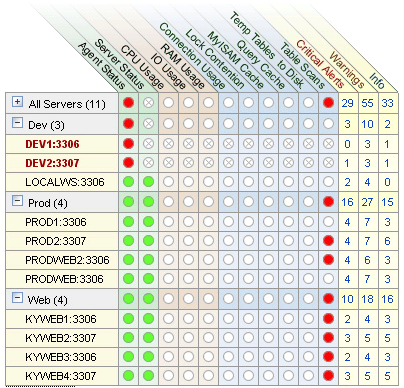 Agent Status
Server Status
CPU Usage
IO Usage
RAM Usage
Connection Usage
Lock Contention
MyISAM Cache
Query Cache
Temp Tables to Disk
Table Scans
Critical Alerts
Warnings
Info
All Servers (11) 29 55 33
Dev (3) 3 10 2
DEV1:3306 0 3 1
DEV2:3307 1 3 1
LOCALWS:3306 2 4 0
Prod (4) 16 27 15
PROD1:3306 4 7 3
PROD2:3307 4 7 6
PRODWEB2:3306 4 6 3
PRODWEB:3306 4 7 3
Web (4) 10 18 16
KYWEB1:3306 2 4 3
KYWEB2:3307 3 5 5
KYWEB3:3306 2 4 3
KYWEB4:3307 3 5 5